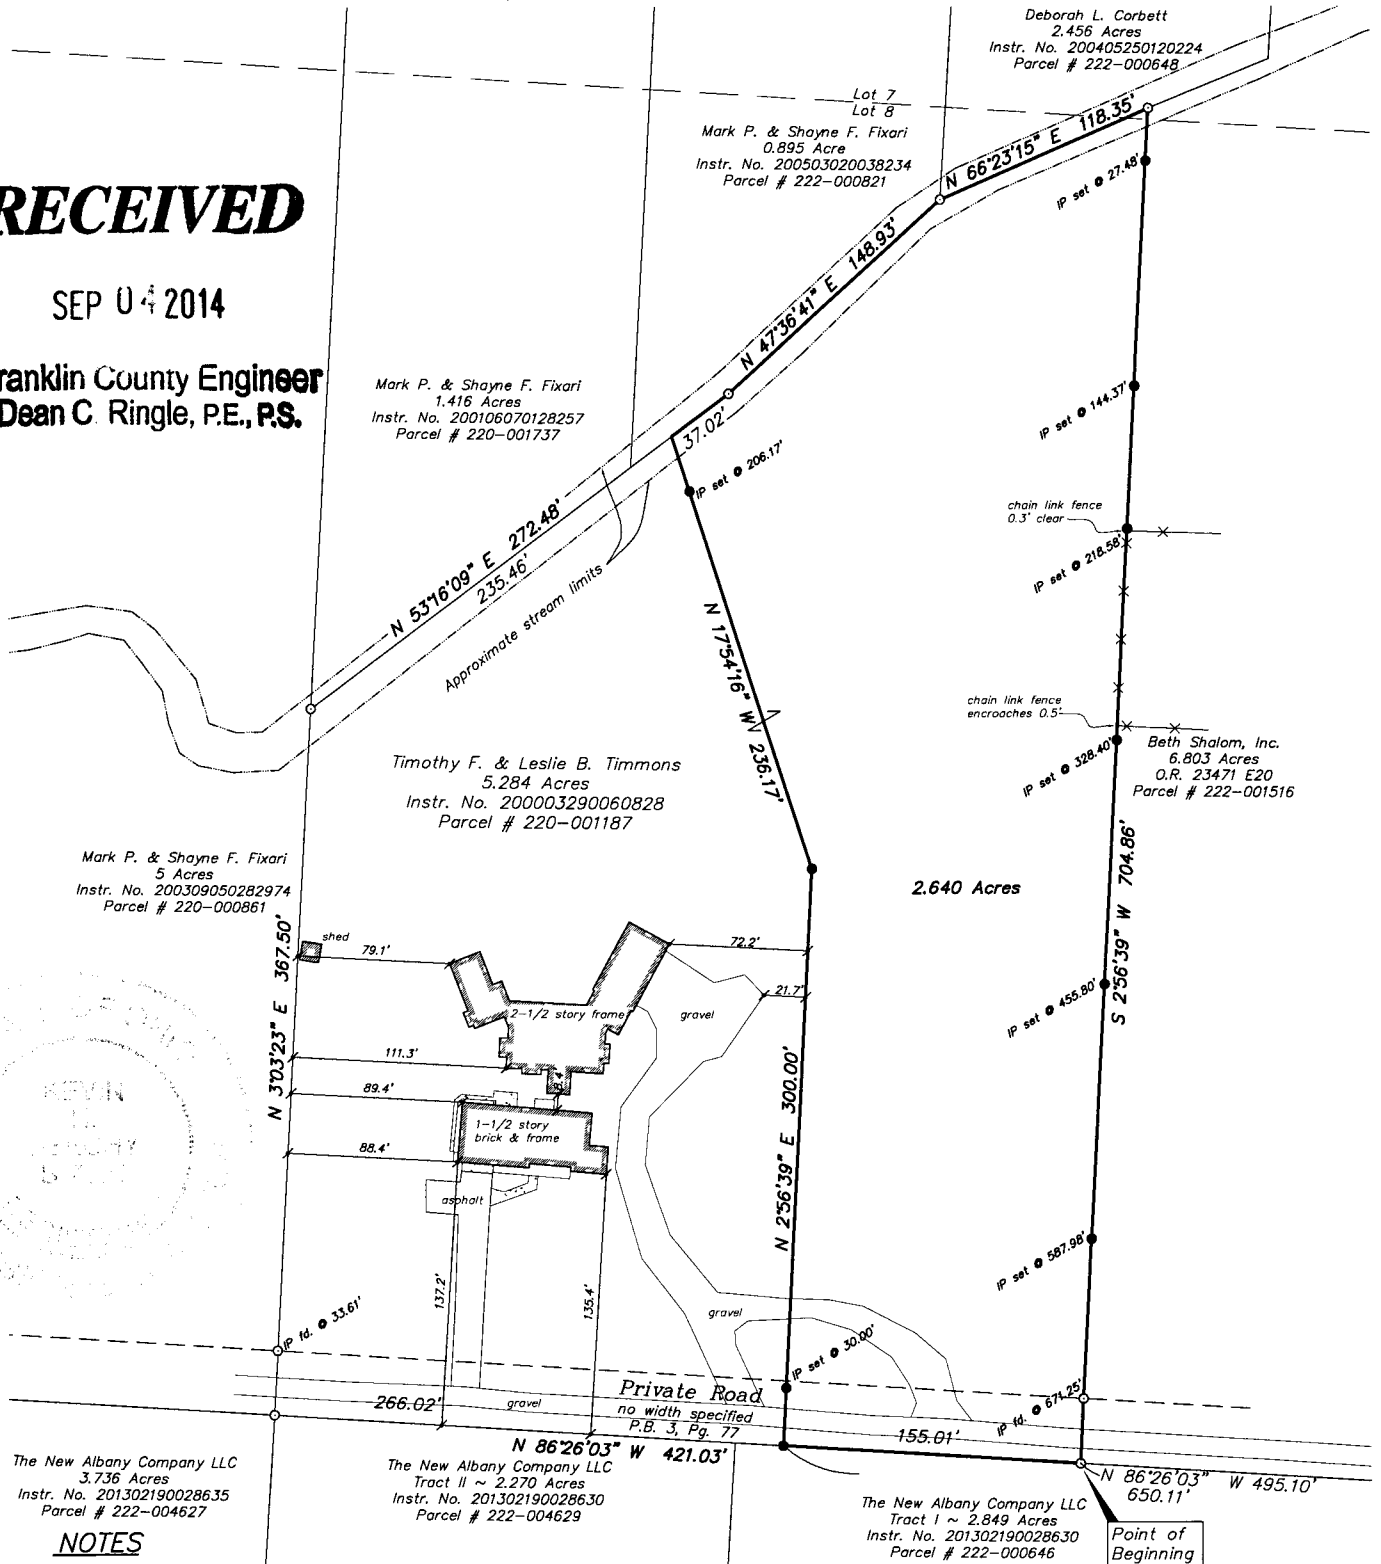 Deborah L. Corbett
2.456 Acres
Instr. No. 200405250120224
Parcel # 222-000648
Lot 7
Lot 8
Mark P. & Shayne F. Fixari
0.895 Acre
Instr. No. 200503020038234
Parcel # 222-000821
N 66°23'15" E 118.35'
IP set @ 27.48'
RECEIVED
SEP 04 2014
ranklin County Engineer
Dean C. Ringle, P.E., P.S.
N 47°36'41" E 148.93'
Mark P. & Shayne F. Fixari
1.416 Acres
Instr. No. 200106070128257
Parcel # 220-001737
37.02'
IP set @ 206.17'
IP set @ 144.37'
chain link fence
0.3' clear
IP set @ 218.58'
N 53°16'09" E 272.48'
235.46'
Approximate stream limits
N 17°54'16" W 236.17'
chain link fence
encroaches 0.5'
IP set @ 328.40'
Beth Shalom, Inc.
6.803 Acres
O.R. 23471 E20
Parcel # 222-001516
Timothy F. & Leslie B. Timmons
5.284 Acres
Instr. No. 200003290060828
Parcel # 220-001187
Mark P. & Shayne F. Fixari
5 Acres
Instr. No. 200309050282974
Parcel # 220-000861
2.640 Acres
S 2°56'39" W 704.86'
N 3°03'23" E 367.50'
shed
79.1'
72.2'
21.7'
2-1/2 story frame
gravel
IP set @ 455.80'
111.3'
89.4'
8.4'
1-1/2 story
brick & frame
88.4'
asphalt
N 2°56'39" E 300.00'
IP set @ 587.98'
137.2'
135.4'
gravel
IP fd. @ 33.61'
IP set @ 30.00'
IP fd. @ 671.25'
266.02'
gravel
Private Road
no width specified
P.B. 3, Pg. 77
155.01'
N 86°26'03" W 421.03'
N 86°26'03" W 495.10'
650.11'
The New Albany Company LLC
3.736 Acres
Instr. No. 201302190028635
Parcel # 222-004627
The New Albany Company LLC
Tract II ~ 2.270 Acres
Instr. No. 201302190028630
Parcel # 222-004629
The New Albany Company LLC
Tract I ~ 2.849 Acres
Instr. No. 201302190028630
Parcel # 222-000646
Point of
Beginning
NOTES